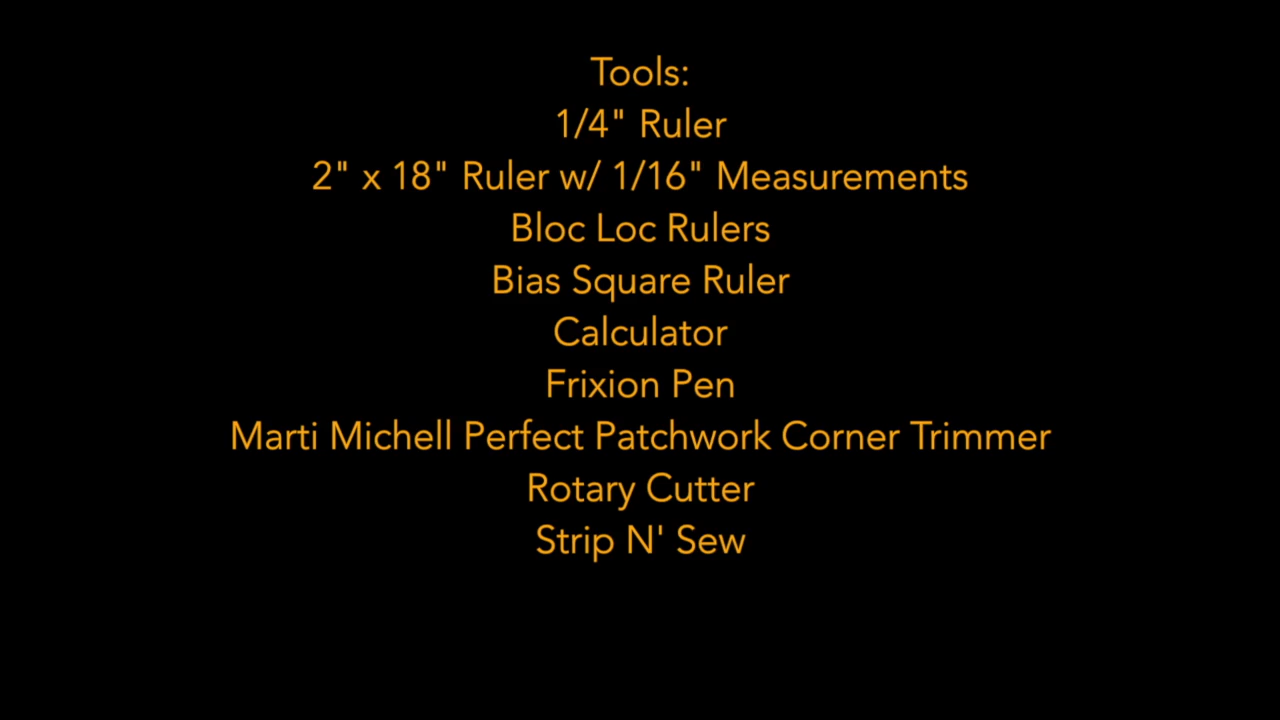 Tools:
1/4" Ruler
2" x 18" Ruler w/ 1/16" Measurements
Bloc Loc Rulers
Bias Square Ruler
Calculator
Frixion Pen
Marti Michell Perfect Patchwork Corner Trimmer
Rotary Cutter
Strip N' Sew